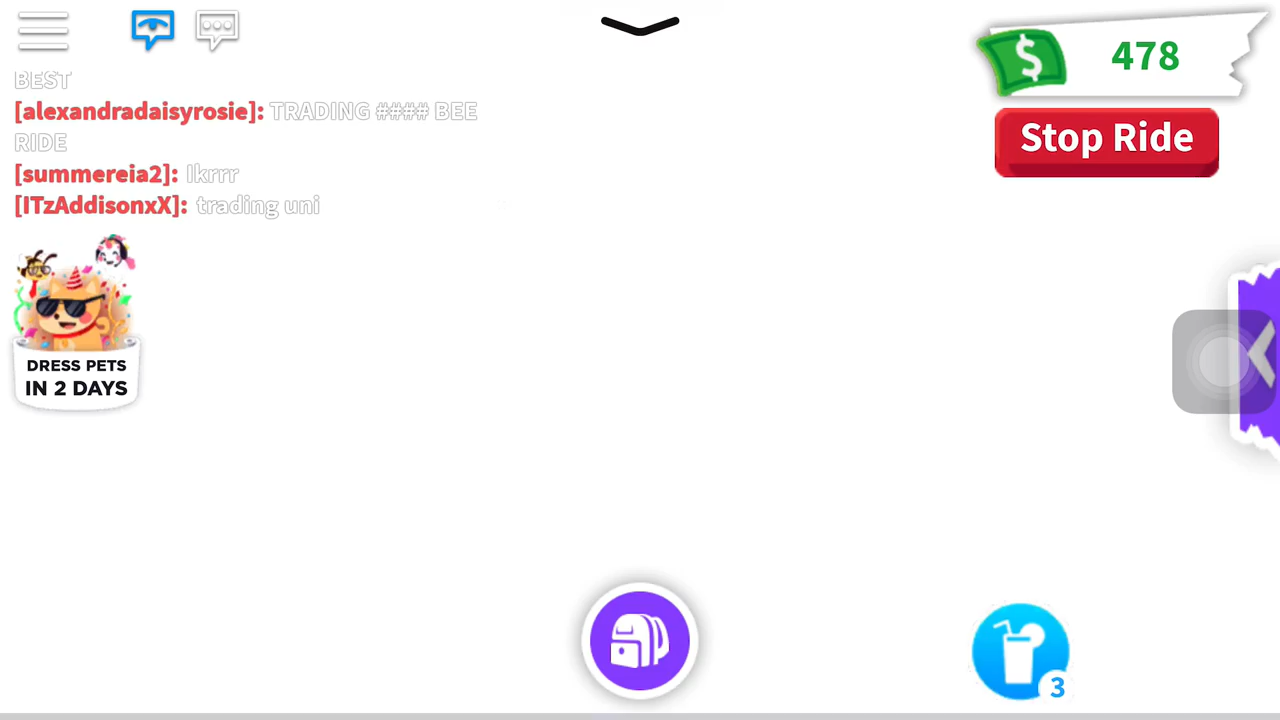 BEST
[alexandradaisyrosie]: TRADING #### BEE
RIDE
[summereia2]: Ikrrr
[ITzAddisonxX]: trading uni
$ 478
Stop Ride
DRESS PETS
IN 2 DAYS
3